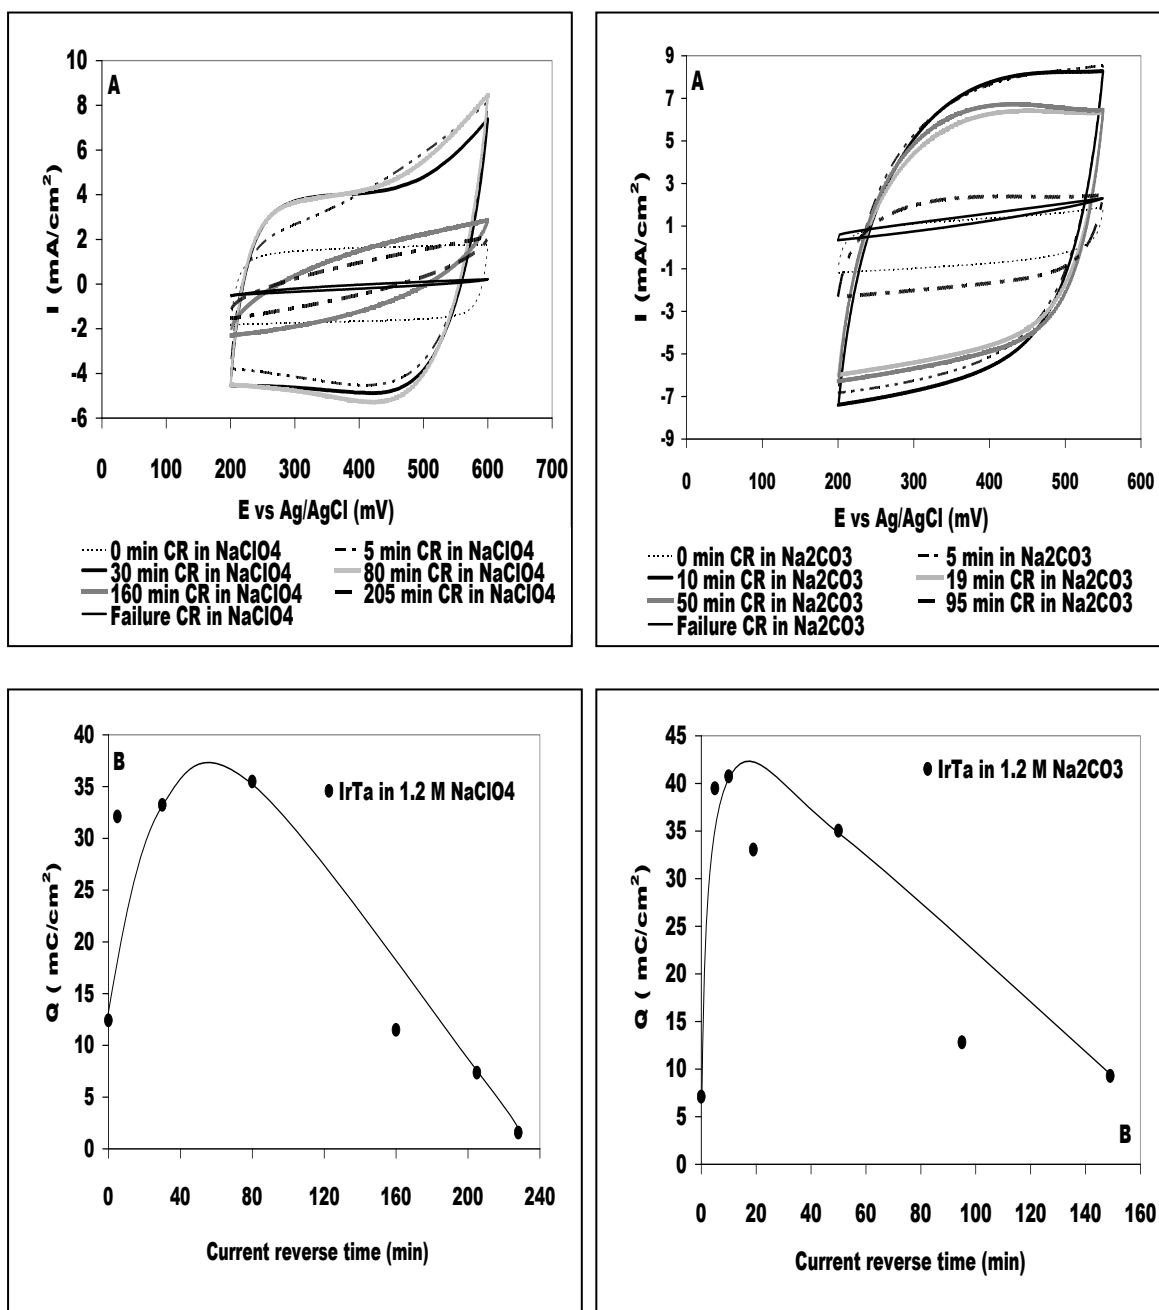 A
10
8
6
4
2
0
-2
-4
-6
I (mA/cm²)
0 100 200 300 400 500 600 700
E vs Ag/AgCl (mV)
0 min CR in NaClO4 5 min CR in NaClO4
30 min CR in NaClO4 80 min CR in NaClO4
160 min CR in NaClO4 205 min CR in NaClO4
Failure CR in NaClO4
A
9
7
5
3
1
-1
-3
-5
-7
-9
I (mA/cm²)
0 100 200 300 400 500 600
E vs Ag/AgCl (mV)
0 min CR in Na2CO3 5 min in Na2CO3
10 min CR in Na2CO3 19 min CR in Na2CO3
50 min CR in Na2CO3 95 min CR in Na2CO3
Failure CR in Na2CO3
B
40
35
30
25
20
15
10
5
0
Q ( mC/cm²)
IrTa in 1.2 M NaClO4
0 40 80 120 160 200 240
Current reverse time (min)
45
40
35
30
25
20
15
10
5
0
Q ( mC/cm²)
IrTa in 1.2 M Na2CO3
B
0 20 40 60 80 100 120 140 160
Current reverse time (min)